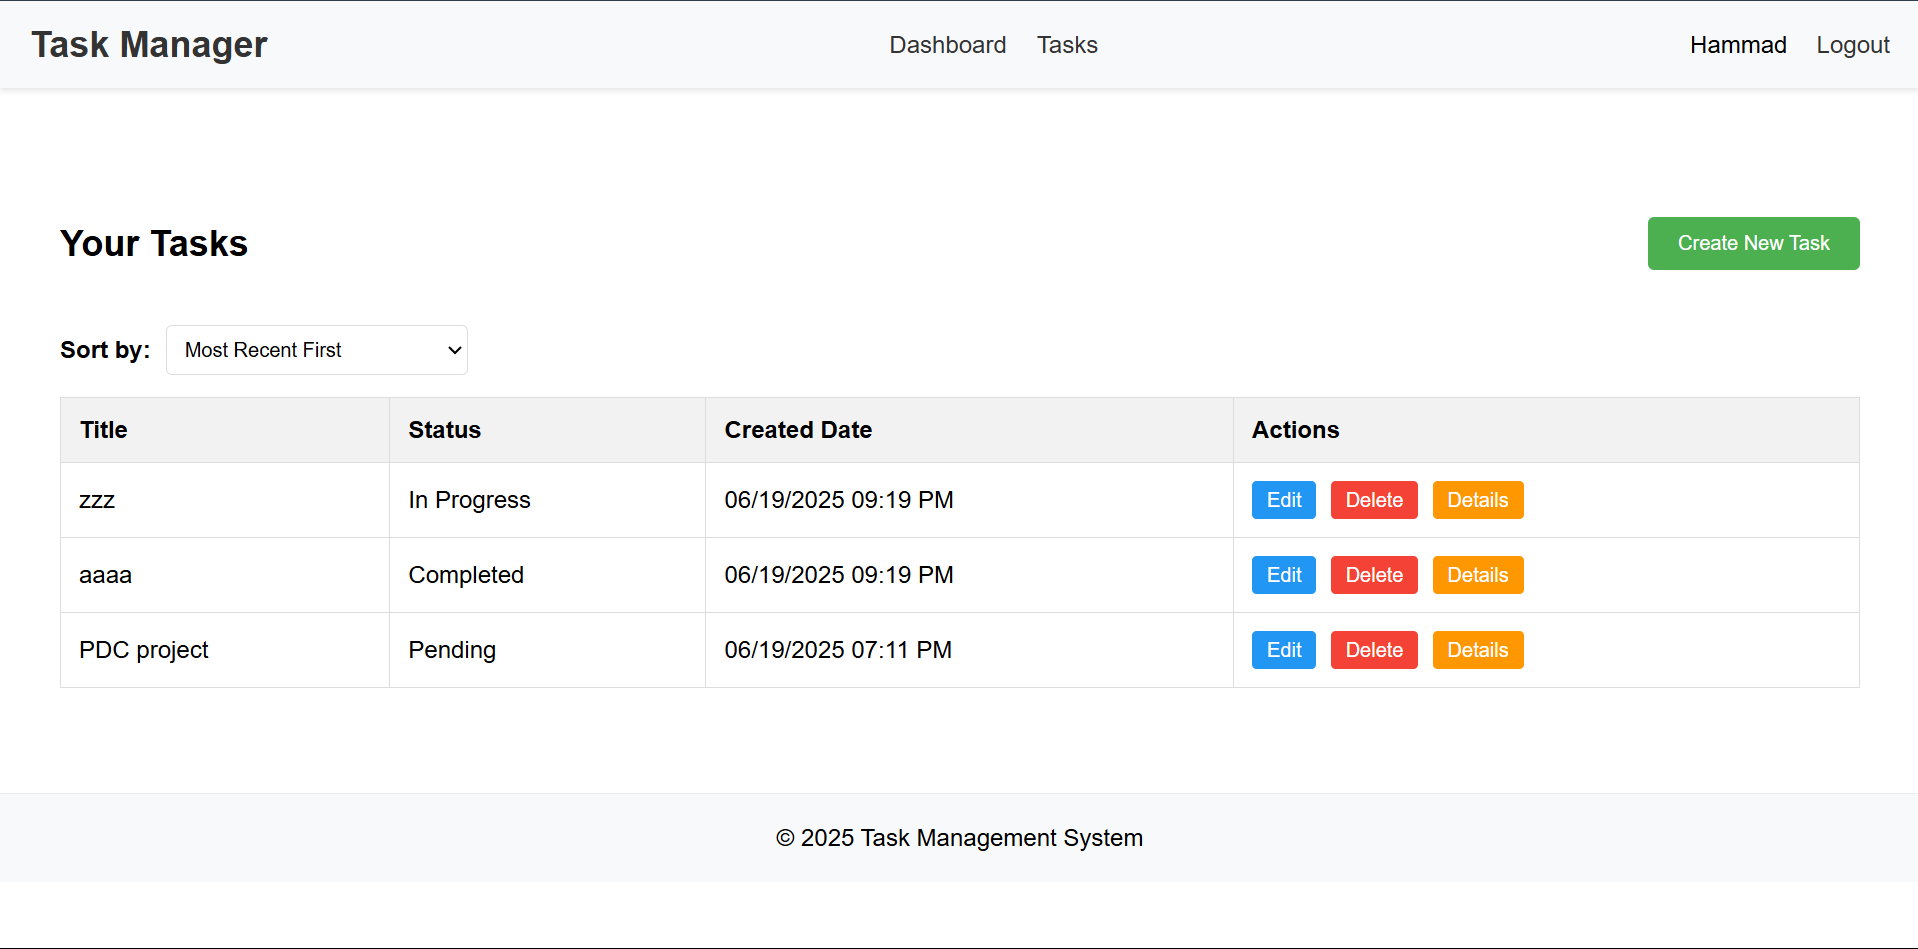 Task Manager Dashboard Tasks Hammad Logout
Your Tasks Create New Task
Sort by: Most Recent First
Title Status Created Date Actions
zzz In Progress 06/19/2025 09:19 PM Edit Delete Details
aaaa Completed 06/19/2025 09:19 PM Edit Delete Details
PDC project Pending 06/19/2025 07:11 PM Edit Delete Details
© 2025 Task Management System